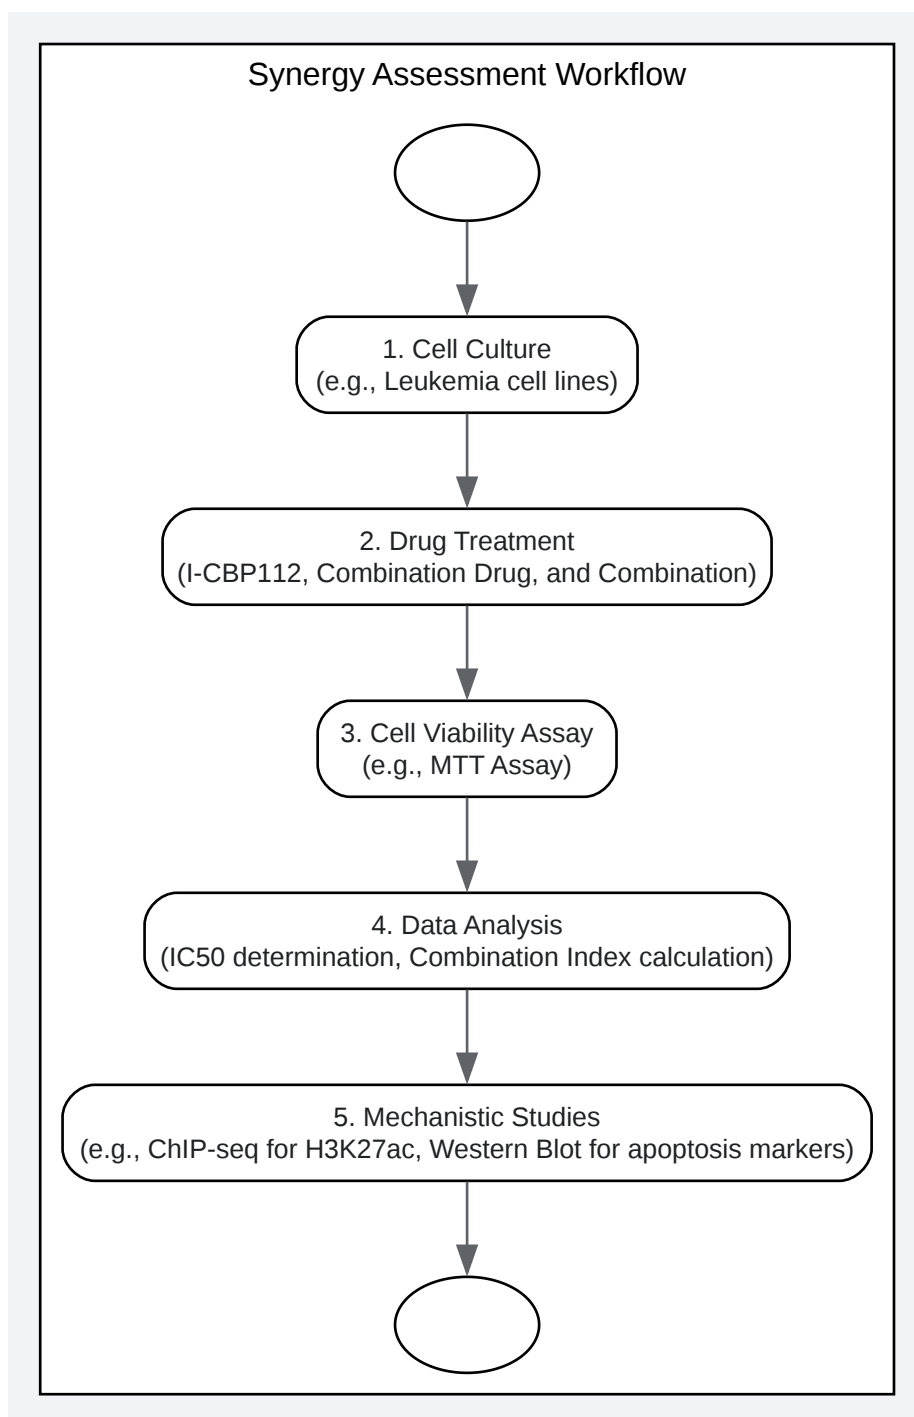 Synergy Assessment Workflow
1. Cell Culture
(e.g., Leukemia cell lines)
2. Drug Treatment
(I-CBP112, Combination Drug, and Combination)
3. Cell Viability Assay
(e.g., MTT Assay)
4. Data Analysis
(IC50 determination, Combination Index calculation)
5. Mechanistic Studies
(e.g., ChIP-seq for H3K27ac, Western Blot for apoptosis markers)